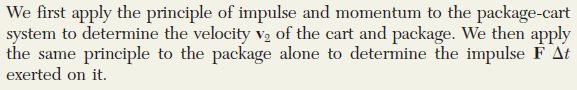 We first apply the principle of impulse and momentum to the package-cart
system to determine the velocity v₂ of the cart and package. We then apply
the same principle to the package alone to determine the impulse F Δt
exerted on it.